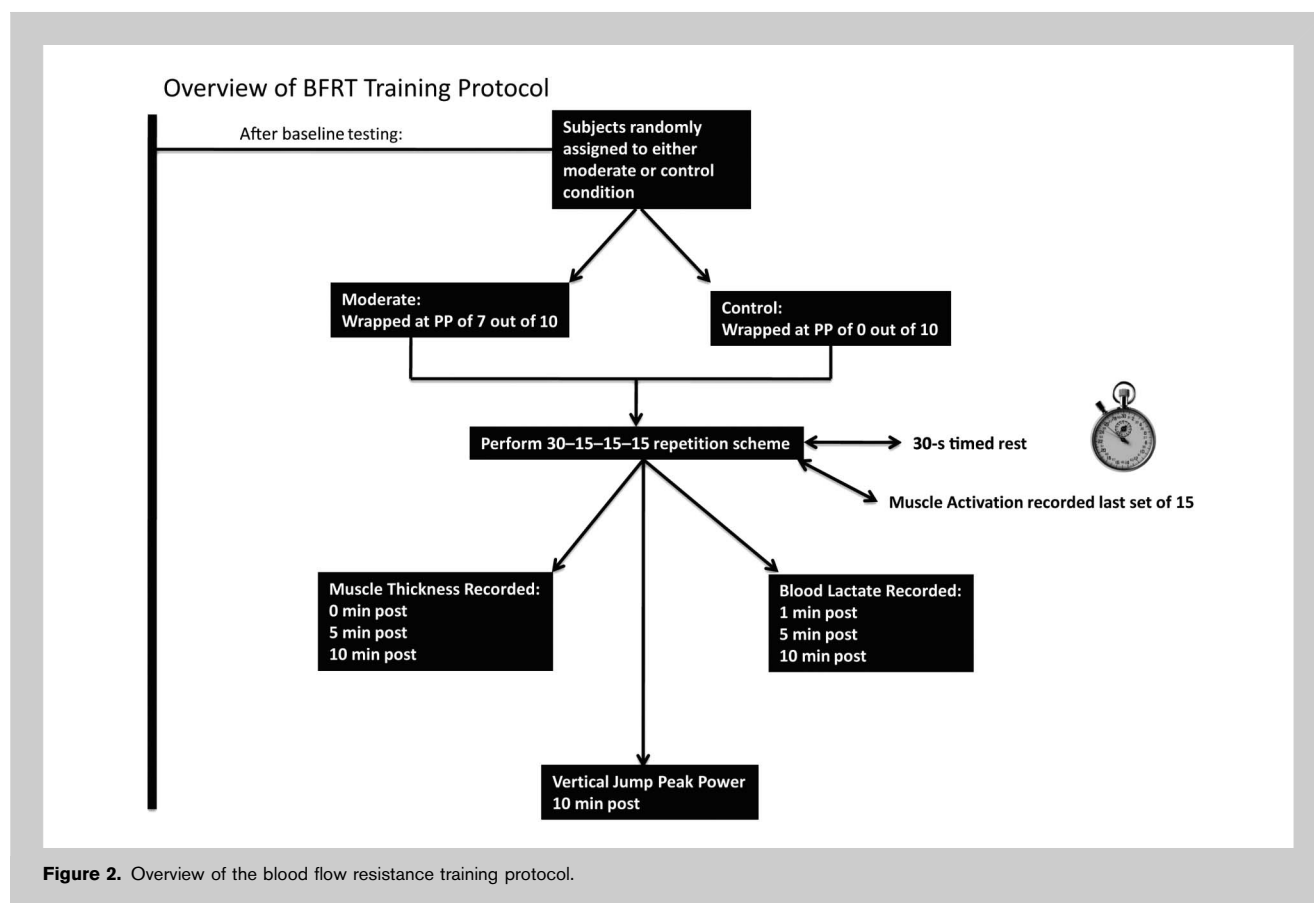 Overview of BFRT Training Protocol
After baseline testing:
Subjects randomly
assigned to either
moderate or control
condition
Moderate:
Wrapped at PP of 7 out of 10
Control:
Wrapped at PP of 0 out of 10
Perform 30–15–15–15 repetition scheme
30-s timed rest
Muscle Activation recorded last set of 15
Muscle Thickness Recorded:
0 min post
5 min post
10 min post
Blood Lactate Recorded:
1 min post
5 min post
10 min post
Vertical Jump Peak Power
10 min post
Figure 2. Overview of the blood flow resistance training protocol.